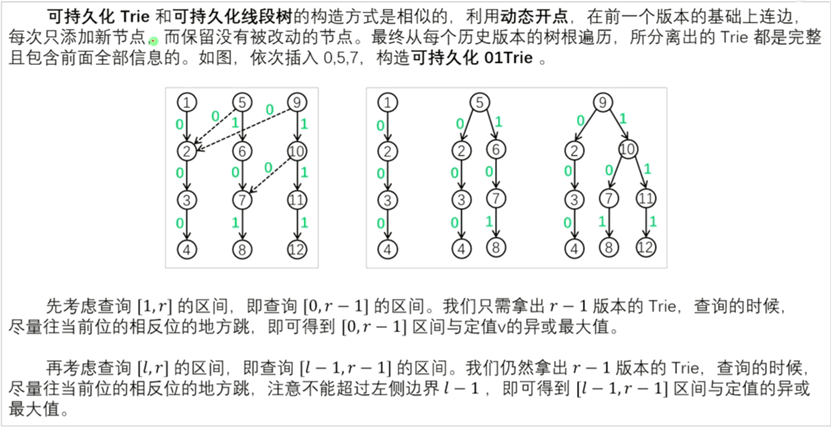 可持久化 Trie 和可持久化线段树的构造方式是相似的，利用动态开点，在前一个版本的基础上连边，
每次只添加新节点，而保留没有被改动的节点。最终从每个历史版本的树根遍历，所分离出的 Trie 都是完整
且包含前面全部信息的。如图，依次插入 0,5,7，构造可持久化 01Trie 。
1 5 9 1 5 9
0 0 1 0 1 0 0 1 0 1
2 6 10 2 2 6 2 10
0 0 0 1 0 0 0 0 0 1
3 7 11 3 3 7 3 7 11
0 1 1 0 0 1 0 1 1
4 8 12 4 4 8 4 8 12
先考虑查询 [1, r] 的区间，即查询 [0, r − 1] 的区间。我们只需拿出 r − 1 版本的 Trie，查询的时候，
尽量往当前位的相反位的地方跳，即可得到 [0, r − 1] 区间与定值v的异或最大值。
再考虑查询 [l, r] 的区间，即查询 [l − 1, r − 1] 的区间。我们仍然拿出 r − 1 版本的 Trie，查询的时候，
尽量往当前位的相反位的地方跳，注意不能超过左侧边界 l − 1 ，即可得到 [l − 1, r − 1] 区间与定值的异或
最大值。